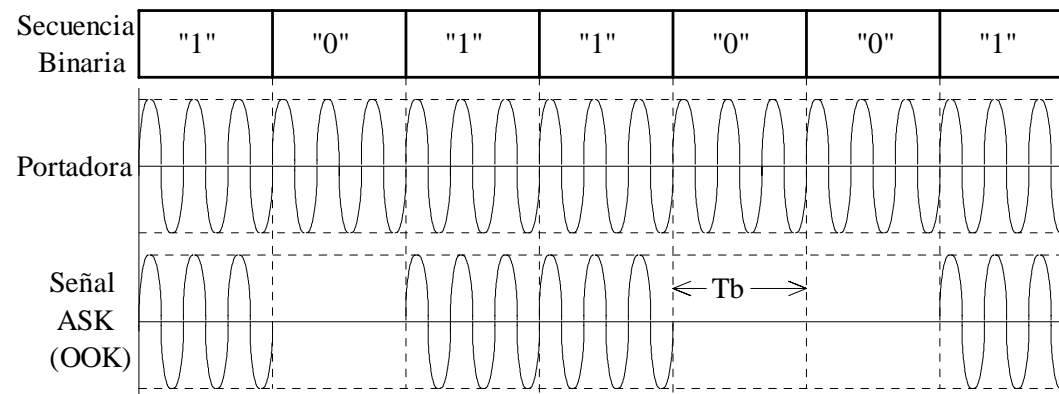 Secuencia
Binaria
"1" "0" "1" "1" "0" "0" "1"
Portadora
Señal
ASK
(OOK)
Tb